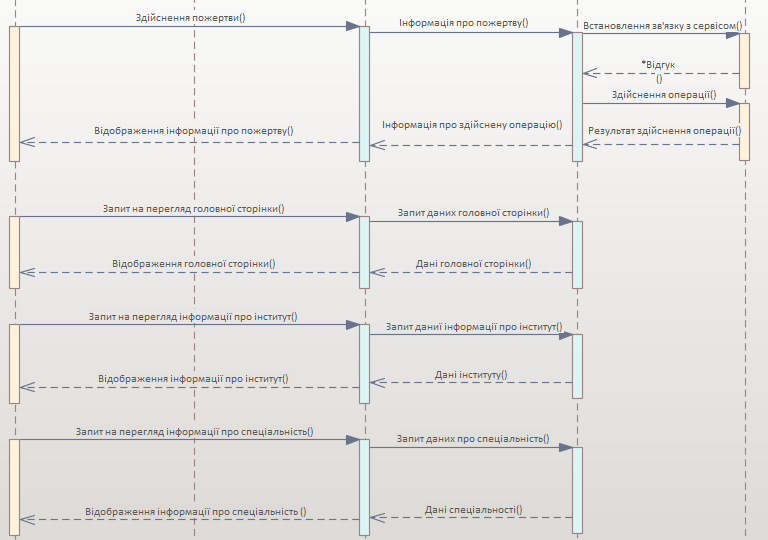 Здійснення пожертви()
Інформація про пожертву()
Встановлення зв'язку з сервісом()
*Відгук
()
Здійснення операції()
Інформація про здійснену операцію()
Результат здійснення операції()
Відображення інформації про пожертву()
Запит на перегляд головної сторінки()
Запит даних головної сторінки()
Відображення головної сторінки()
Дані головної сторінки()
Запит на перегляд інформації про інститут()
Запит даниї інформації про інститут()
Відображення інформації про інститут()
Дані інституту()
Запит на перегляд інформації про спеціальність()
Запит даних про спеціальність()
Відображення інформації про спеціальність ()
Дані спеціальності()